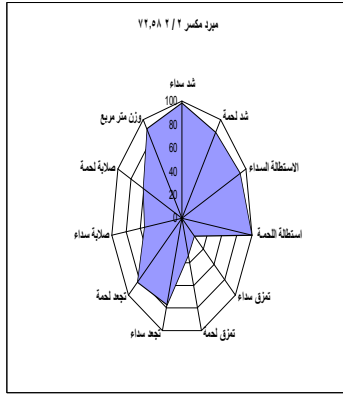 مبرد مكسر ٢ / ٢ ٧٢,٥٨
شد سداء
شد لحمة
الاستطالة السداء
استطالة اللحمة
تمزق سداء
تمزق لحمة
تجعد سداء
تجعد لحمة
صلابة سداء
صلابة لحمة
وزن متر مربع
100
80
60
40
20
0